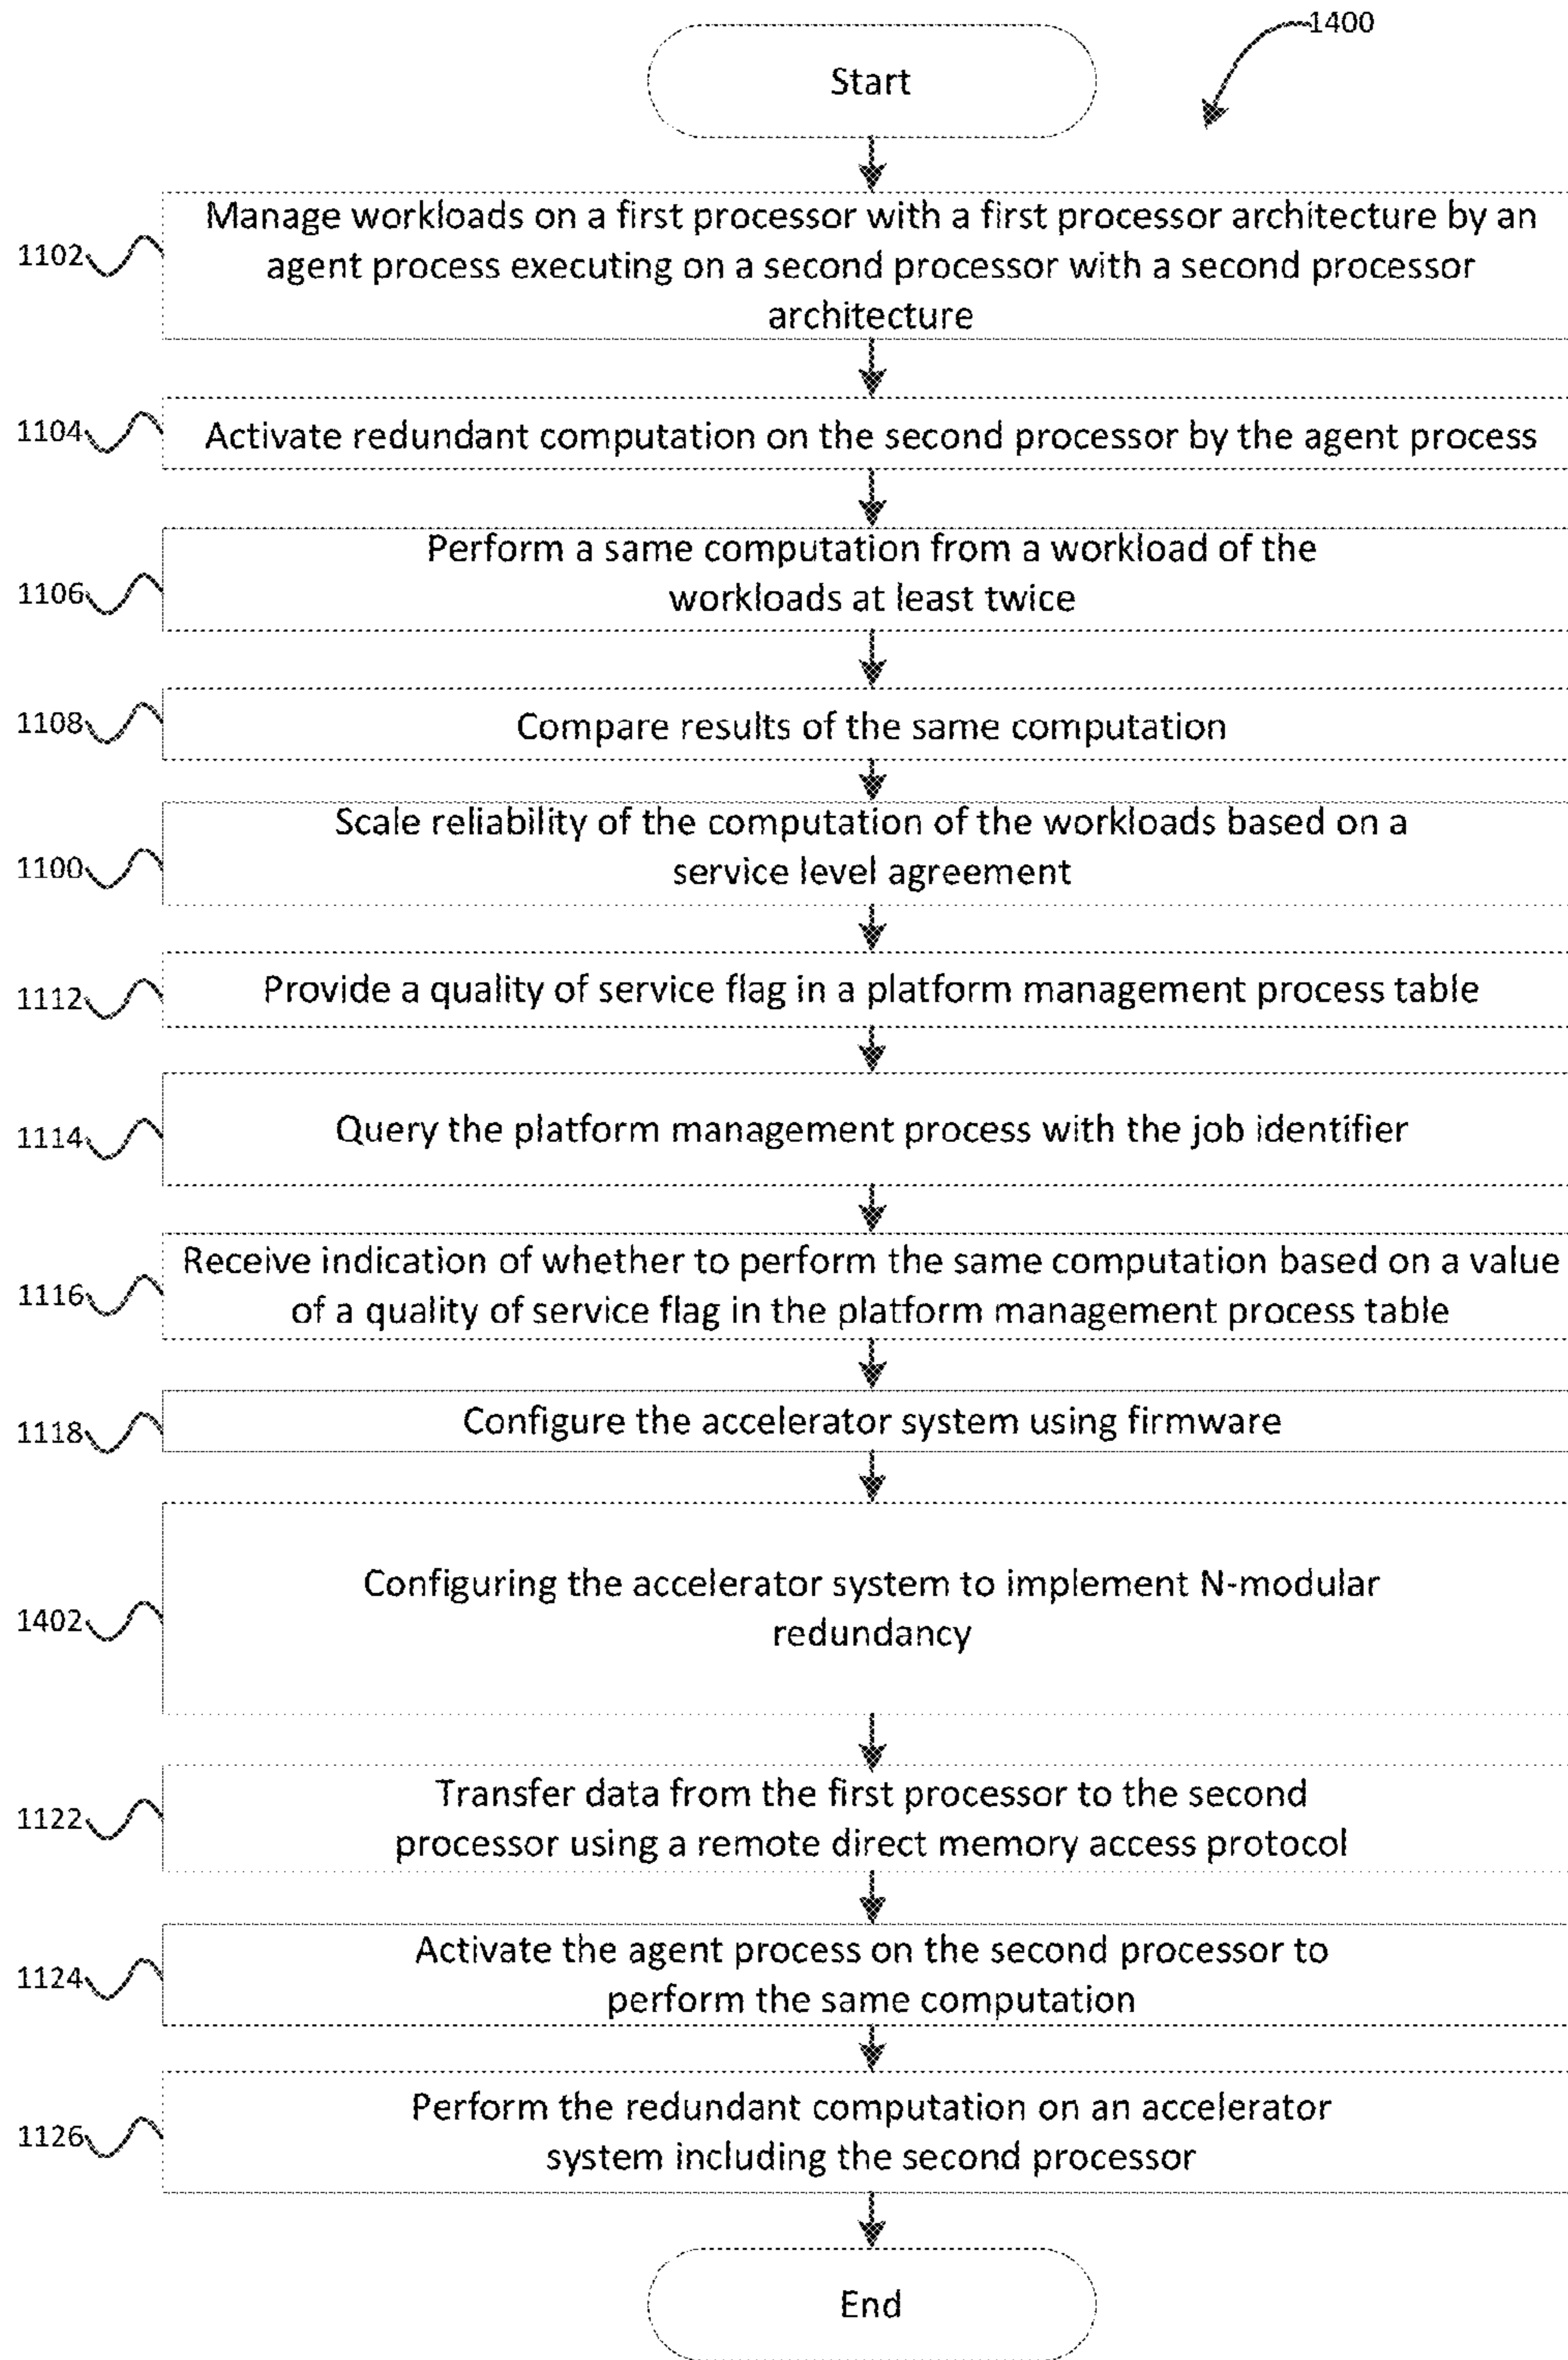 1400
Start
1102
Manage workloads on a first processor with a first processor architecture by an
agent process executing on a second processor with a second processor
architecture
1104
Activate redundant computation on the second processor by the agent process
1106
Perform a same computation from a workload of the
workloads at least twice
1108
Compare results of the same computation
1100
Scale reliability of the computation of the workloads based on a
service level agreement
1112
Provide a quality of service flag in a platform management process table
1114
Query the platform management process with the job identifier
1116
Receive indication of whether to perform the same computation based on a value
of a quality of service flag in the platform management process table
1118
Configure the accelerator system using firmware
1402
Configuring the accelerator system to implement N-modular
redundancy
1122
Transfer data from the first processor to the second
processor using a remote direct memory access protocol
1124
Activate the agent process on the second processor to
perform the same computation
1126
Perform the redundant computation on an accelerator
system including the second processor
End